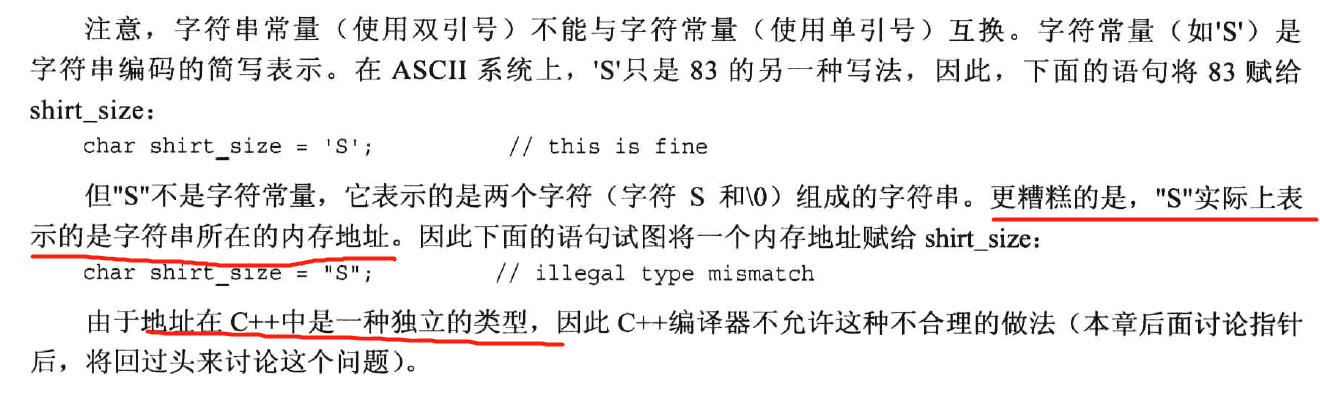 注意，字符串常量（使用双引号）不能与字符常量（使用单引号）互换。字符常量（如'S'）是
字符串编码的简写表示。在 ASCII 系统上，'S'只是 83 的另一种写法，因此，下面的语句将 83 赋给
shirt_size：
char shirt_size = 'S'; // this is fine
但"S"不是字符常量，它表示的是两个字符（字符 S 和\0）组成的字符串。更糟糕的是，"S"实际上表
示的是字符串所在的内存地址。因此下面的语句试图将一个内存地址赋给 shirt_size：
char shirt_size = "S"; // illegal type mismatch
由于地址在 C++中是一种独立的类型，因此 C++编译器不允许这种不合理的做法（本章后面讨论指针
后，将回过头来讨论这个问题）。